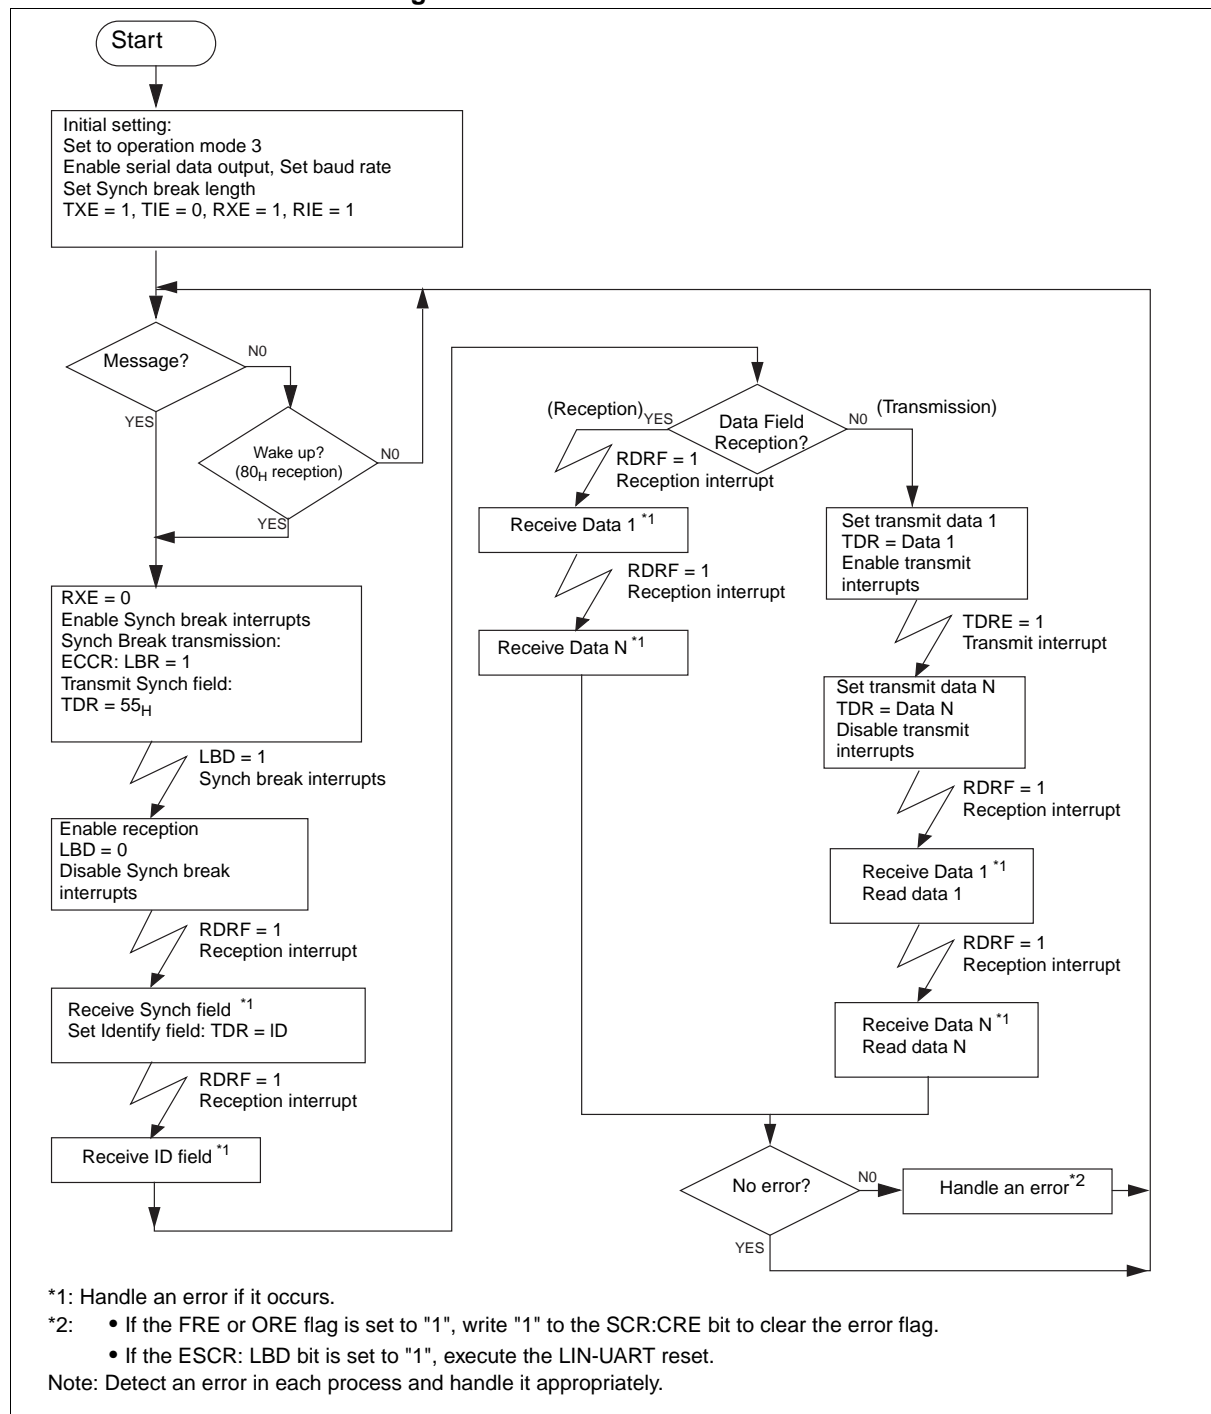 Start
Initial setting:
Set to operation mode 3
Enable serial data output, Set baud rate
Set Synch break length
TXE = 1, TIE = 0, RXE = 1, RIE = 1
Message?
N0
YES
Wake up?
(80H reception)
N0
YES
RXE = 0
Enable Synch break interrupts
Synch Break transmission:
ECCR: LBR = 1
Transmit Synch field:
TDR = 55H
LBD = 1
Synch break interrupts
Enable reception
LBD = 0
Disable Synch break
interrupts
RDRF = 1
Reception interrupt
Receive Synch field *1
Set Identify field: TDR = ID
RDRF = 1
Reception interrupt
Receive ID field *1
Data Field
Reception?
(Reception) YES
N0 (Transmission)
RDRF = 1
Reception interrupt
Receive Data 1 *1
RDRF = 1
Reception interrupt
Receive Data N *1
Set transmit data 1
TDR = Data 1
Enable transmit
interrupts
TDRE = 1
Transmit interrupt
Set transmit data N
TDR = Data N
Disable transmit
interrupts
RDRF = 1
Reception interrupt
Receive Data 1 *1
Read data 1
RDRF = 1
Reception interrupt
Receive Data N *1
Read data N
No error?
N0
Handle an error*2
YES
*1: Handle an error if it occurs.
*2: • If the FRE or ORE flag is set to "1", write "1" to the SCR:CRE bit to clear the error flag.
• If the ESCR: LBD bit is set to "1", execute the LIN-UART reset.
Note: Detect an error in each process and handle it appropriately.